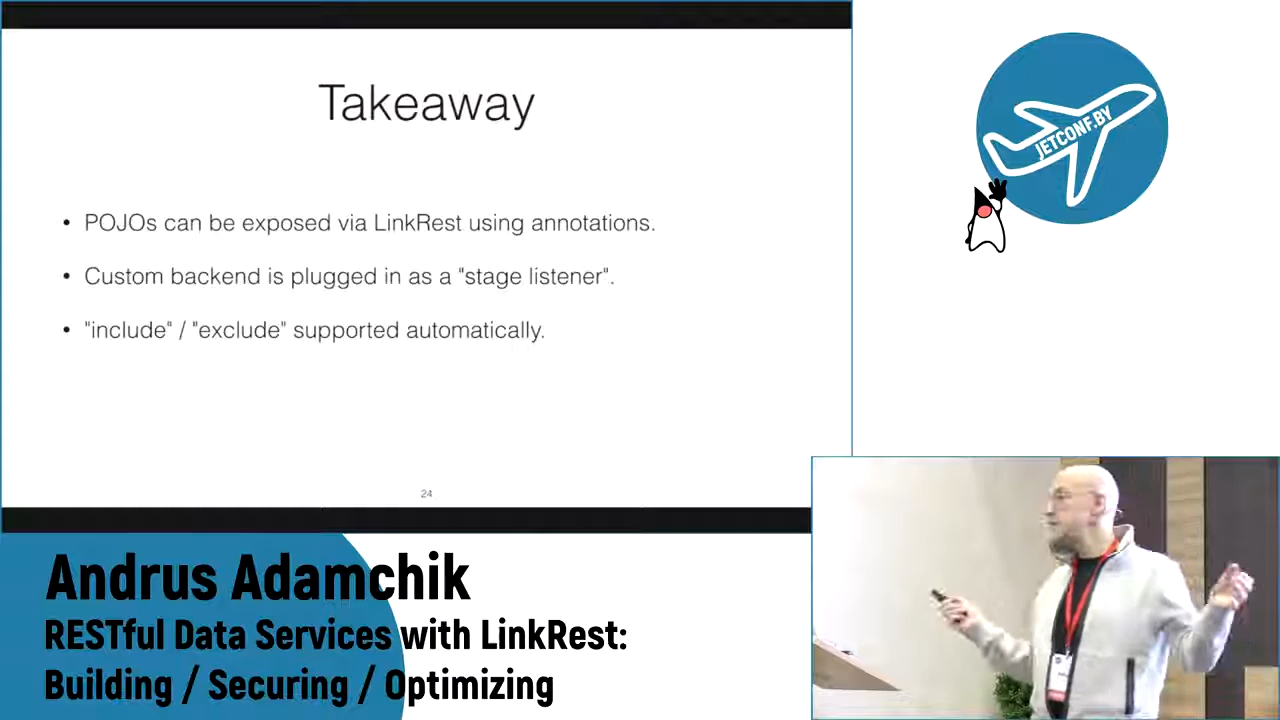 Takeaway
• POJOs can be exposed via LinkRest using annotations.
• Custom backend is plugged in as a "stage listener".
• "include" / "exclude" supported automatically.
24
JETCONF.BY
Andrus Adamchik
RESTful Data Services with LinkRest:
Building / Securing / Optimizing